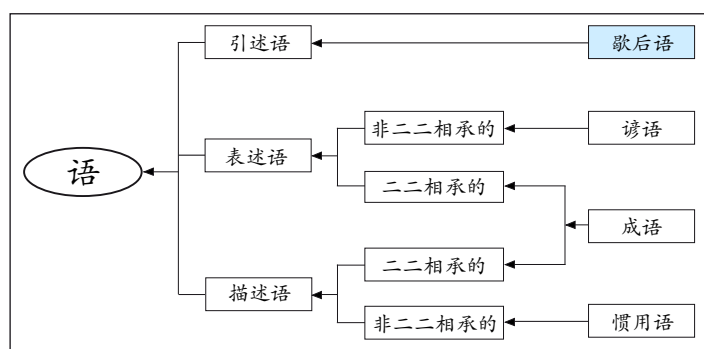 引述语
歇后语
语
表述语
非二二相承的
谚语
二二相承的
成语
描述语
二二相承的
非二二相承的
惯用语